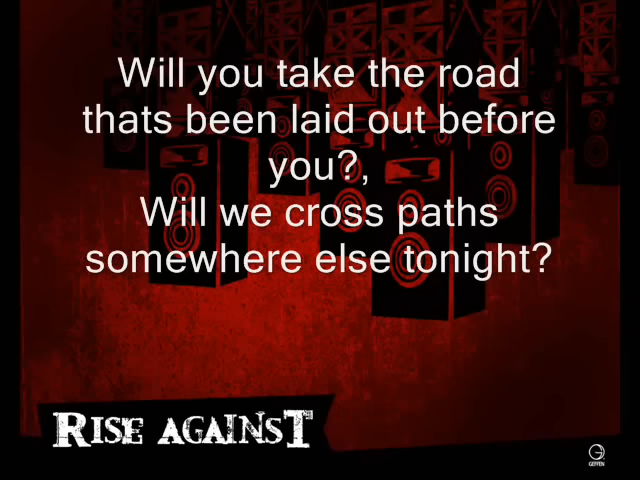 Will you take the road
thats been laid out before
you?,
Will we cross paths
somewhere else tonight?
RISE AGAINST
GEFFEN